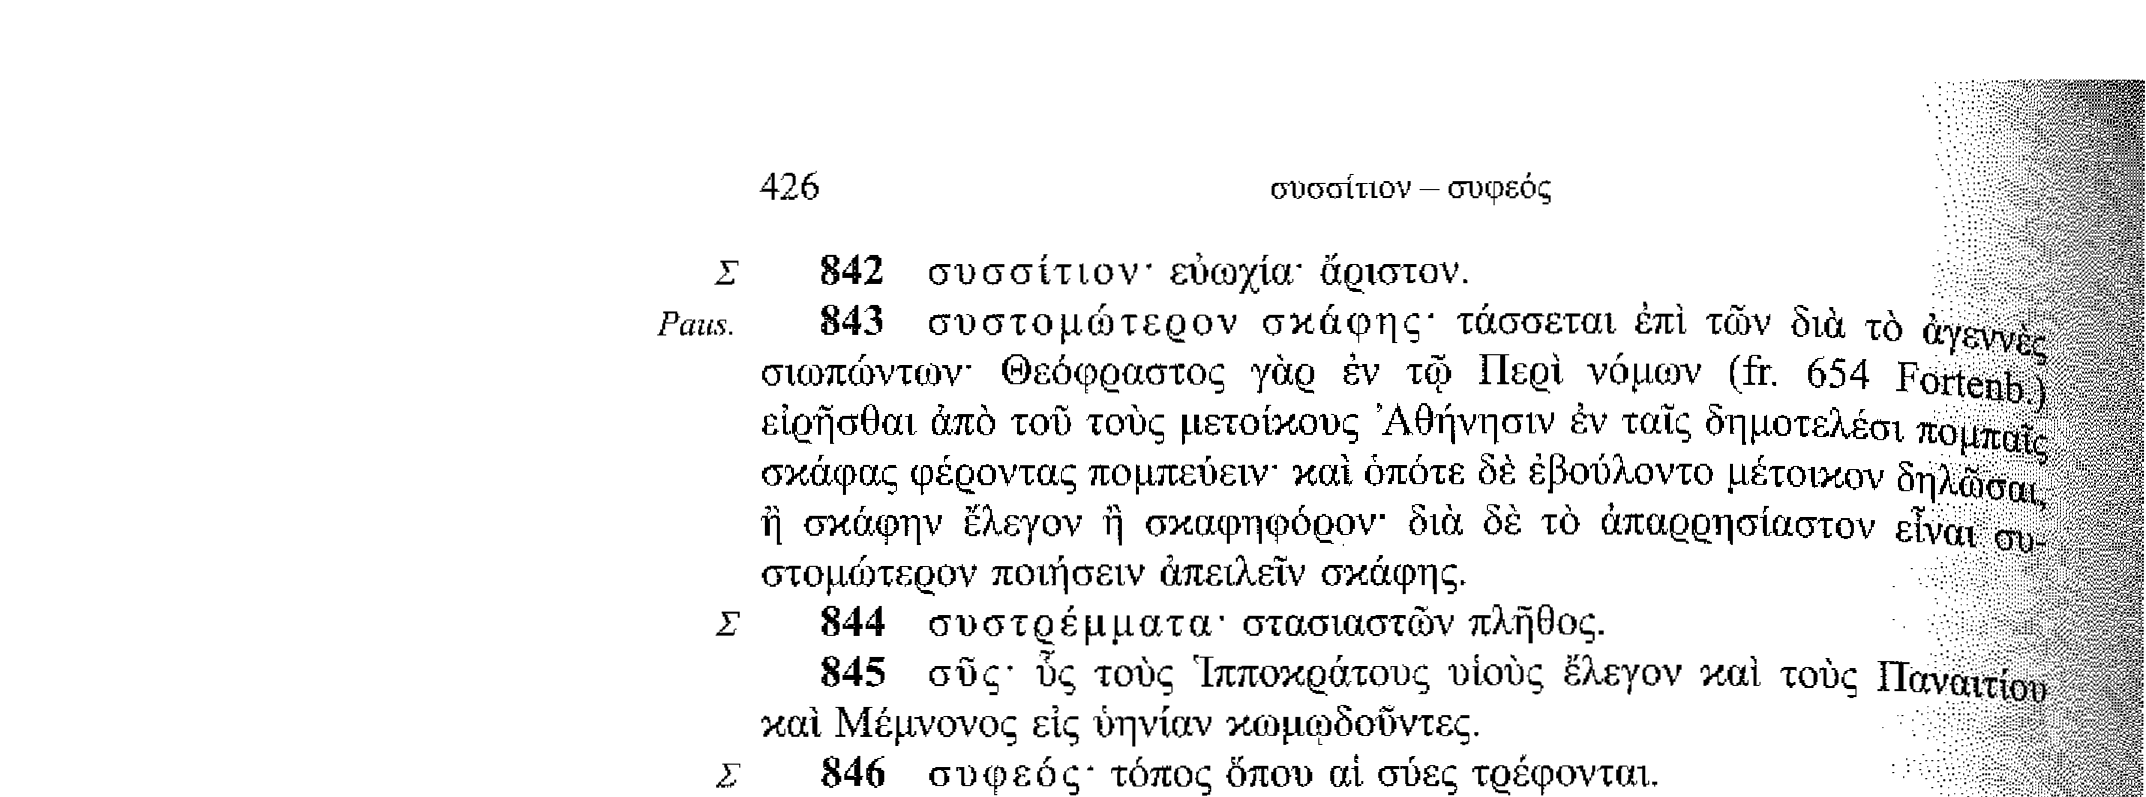 426 συσσίτιον – συφεός
Σ 842 συσσίτιον· εὐωχία· ἄριστον.
Paus. 843 συστομώτερον σκάφης· τάσσεται ἐπὶ τῶν διὰ τὸ ἀγεννὲς
σιωπώντων· Θεόφραστος γὰρ ἐν τῷ Περὶ νόμων (fr. 654 Fortenb.)
εἰρῆσθαι ἀπὸ τοῦ τοὺς μετοίκους Ἀθήνησιν ἐν ταῖς δημοτελέσι πομπαῖς
σκάφας φέροντας πομπεύειν· καὶ ὁπότε δὲ ἐβούλοντο μέτοικον δηλῶσαι,
ἢ σκάφην ἔλεγον ἢ σκαφηφόρον· διὰ δὲ τὸ ἀπαρρησίαστον εἶναι συ-
στομώτερον ποιήσειν ἀπειλεῖν σκάφης.
Σ 844 συστρέμματα· στασιαστῶν πλῆθος.
845 σῦς· ὗς τοὺς Ἱπποκράτους υἱοὺς ἔλεγον καὶ τοὺς Παναιτίου
καὶ Μέμνονος εἰς ὑηνίαν κωμῳδοῦντες.
Σ 846 συφεός· τόπος ὅπου αἱ σύες τρέφονται.